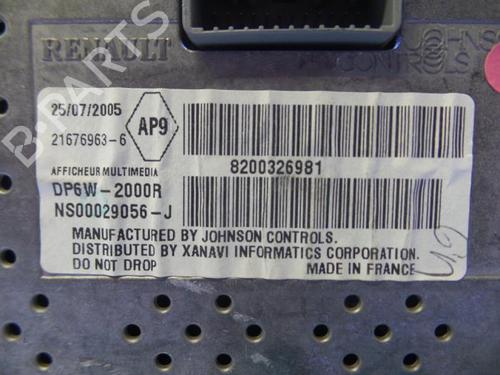 RENAULT
JOHNSON
CONTROLS
25/07/2005
AP9
21676963-6
8200326981
AFFICHEUR MULTIMEDIA
DP6W-2000R
NS00029056-J
MANUFACTURED BY JOHNSON CONTROLS.
DISTRIBUTED BY XANAVI INFORMATICS CORPORATION.
DO NOT DROP
MADE IN FRANCE
B-PARTS